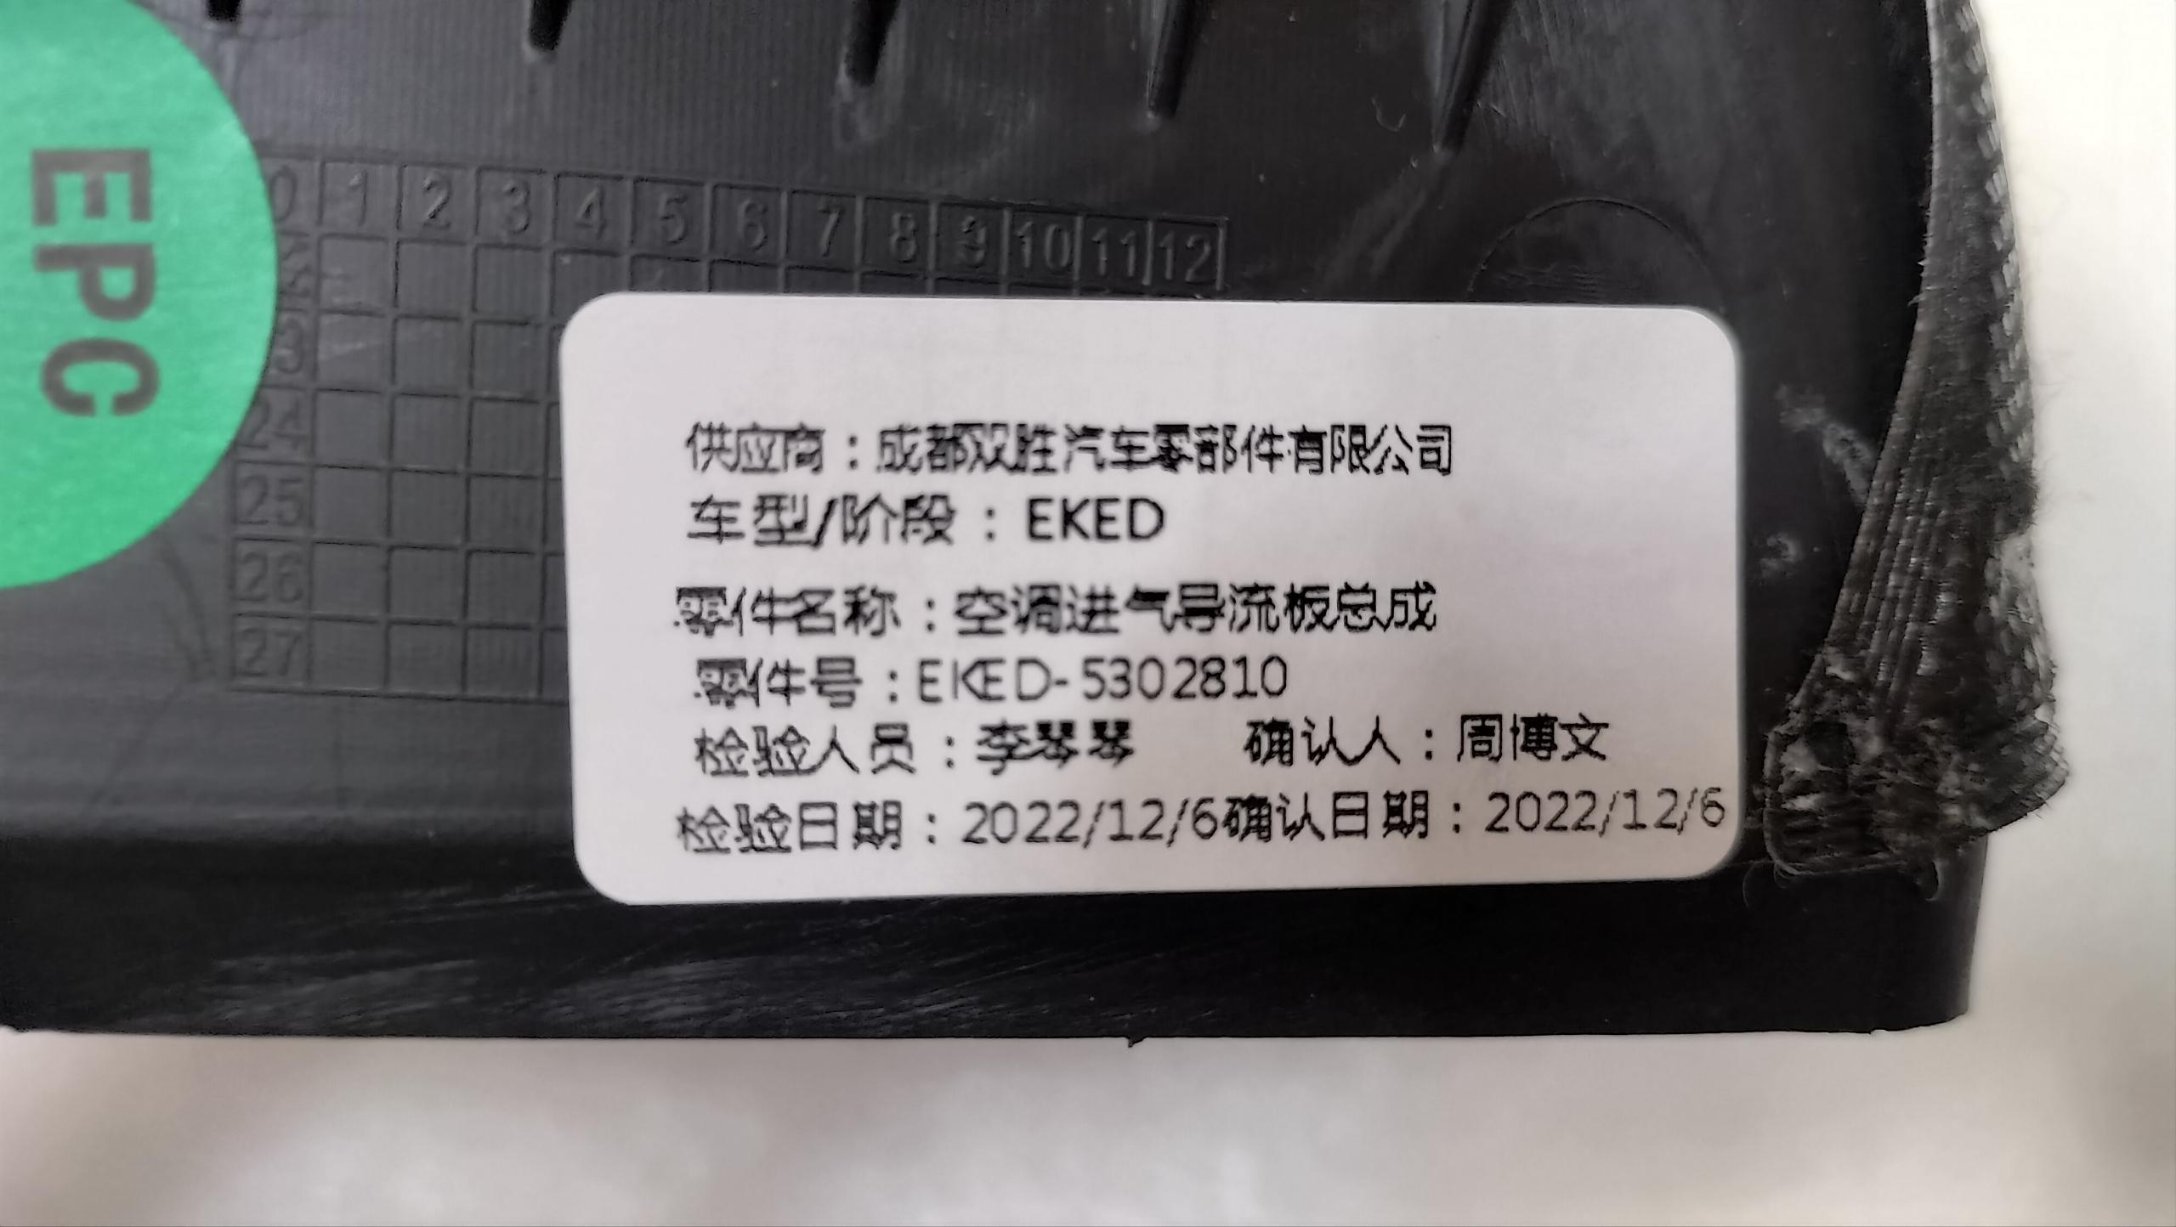 EPC
0 1 2 3 4 5 6 7 8 9 10 11 12
24
25
26
27
供应商：成都双胜汽车零部件有限公司
车型/阶段：EKED
零件名称：空调进气导流板总成
零件号：EKED-5302810
检验人员：李琴琴 确认人：周博文
检验日期：2022/12/6确认日期：2022/12/6